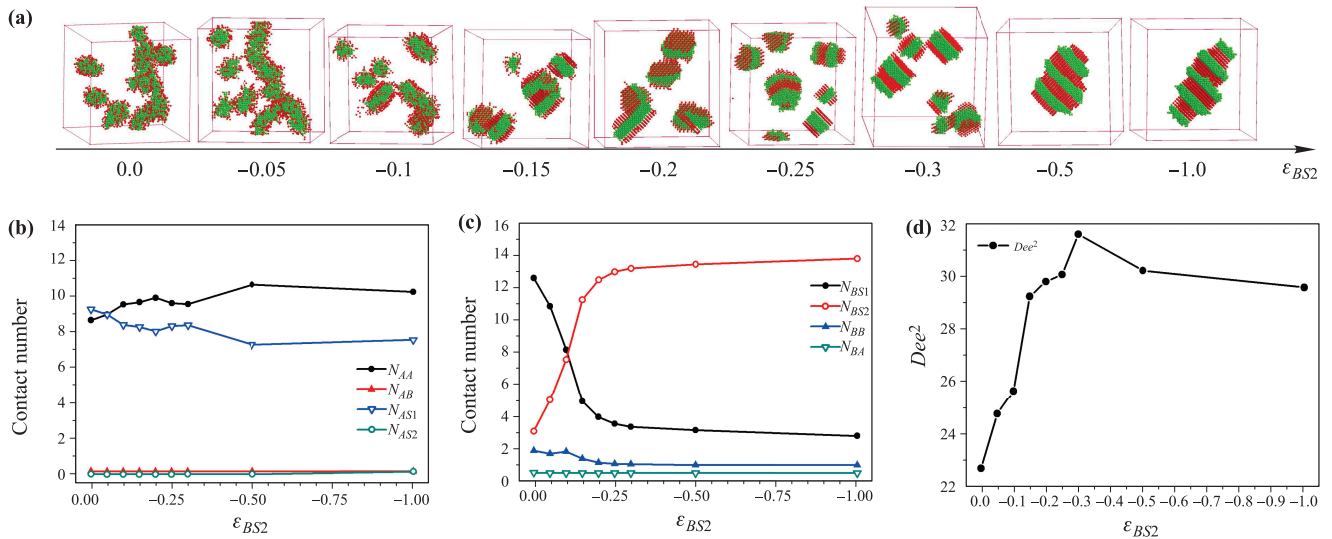 (a)
0.0 −0.05 −0.1 −0.15 −0.2 −0.25 −0.3 −0.5 −1.0 εBS2
(b)
14
12
10
8
6
4
2
0
Contact number
NAA
NAB
NAS1
NAS2
0.00 −0.25 −0.50 −0.75 −1.00
εBS2
(c)
16
14
12
10
8
6
4
2
0
Contact number
NBS1
NBS2
NBB
NBA
0.00 −0.25 −0.50 −0.75 −1.00
εBS2
(d)
32
30
28
26
24
22
Dee²
Dee²
0.0 −0.1 −0.2 −0.3 −0.4 −0.5 −0.6 −0.7 −0.8 −0.9 −1.0
εBS2